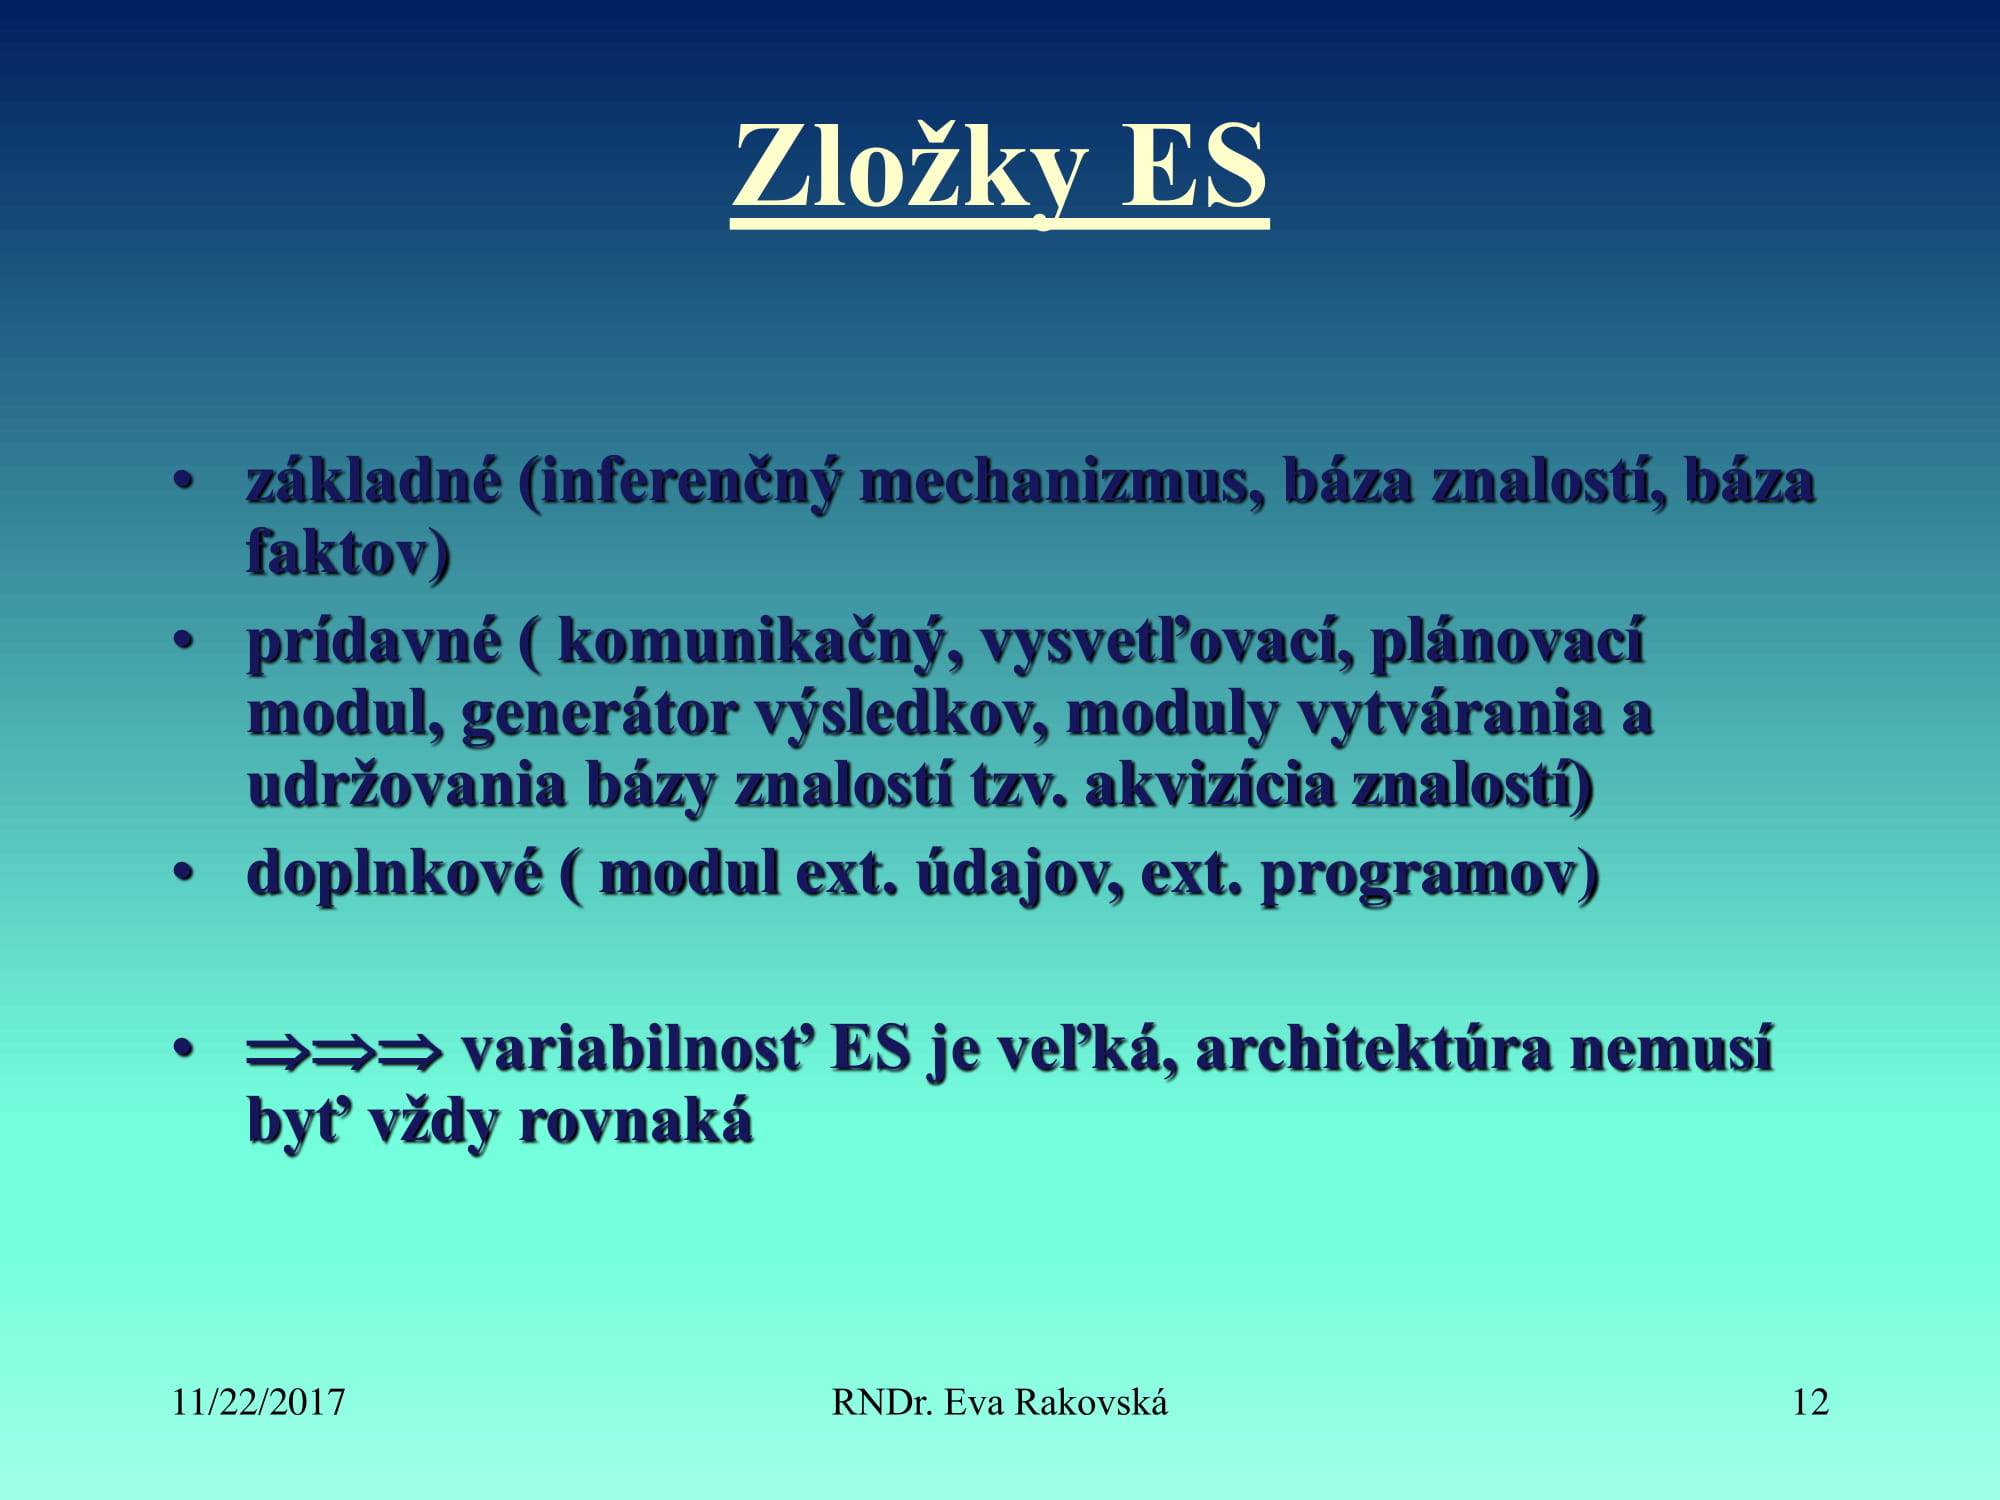 Zložky ES
• základné (inferenčný mechanizmus, báza znalostí, báza
faktov)
• prídavné ( komunikačný, vysvetľovací, plánovací
modul, generátor výsledkov, moduly vytvárania a
udržovania bázy znalostí tzv. akvizícia znalostí)
• doplnkové ( modul ext. údajov, ext. programov)
• ⇒⇒⇒ variabilnosť ES je veľká, architektúra nemusí
byť vždy rovnaká
11/22/2017 RNDr. Eva Rakovská 12